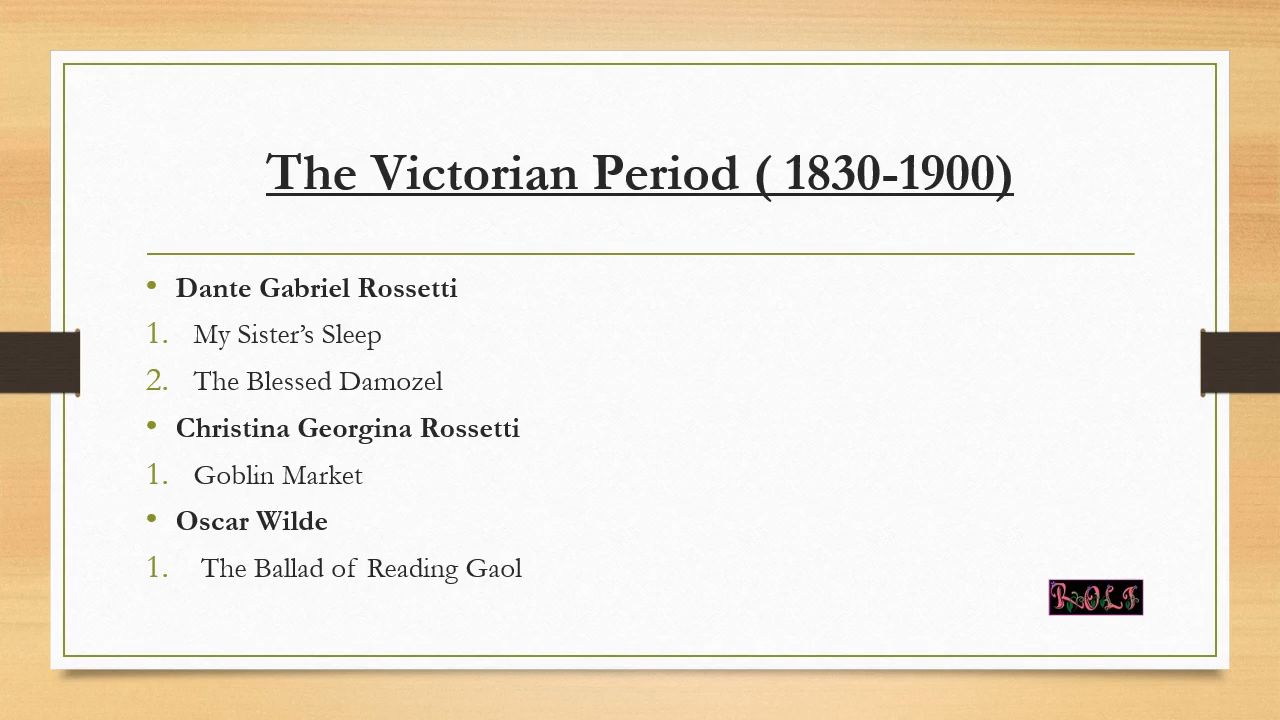 The Victorian Period ( 1830-1900)
• Dante Gabriel Rossetti
1. My Sister’s Sleep
2. The Blessed Damozel
• Christina Georgina Rossetti
1. Goblin Market
• Oscar Wilde
1. The Ballad of Reading Gaol